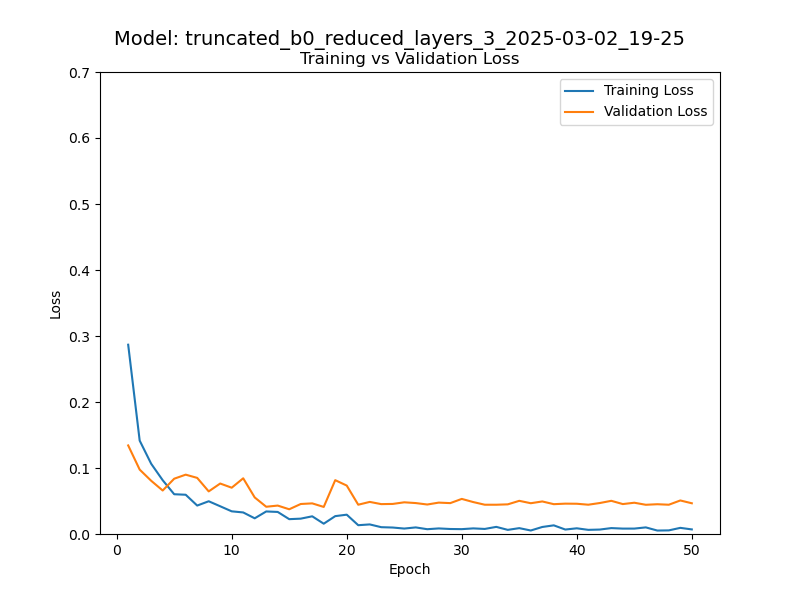 Model: truncated_b0_reduced_layers_3_2025-03-02_19-25
Training vs Validation Loss
Training Loss
Validation Loss
0.7
0.6
0.5
0.4
0.3
0.2
0.1
0.0
Loss
0 10 20 30 40 50
Epoch